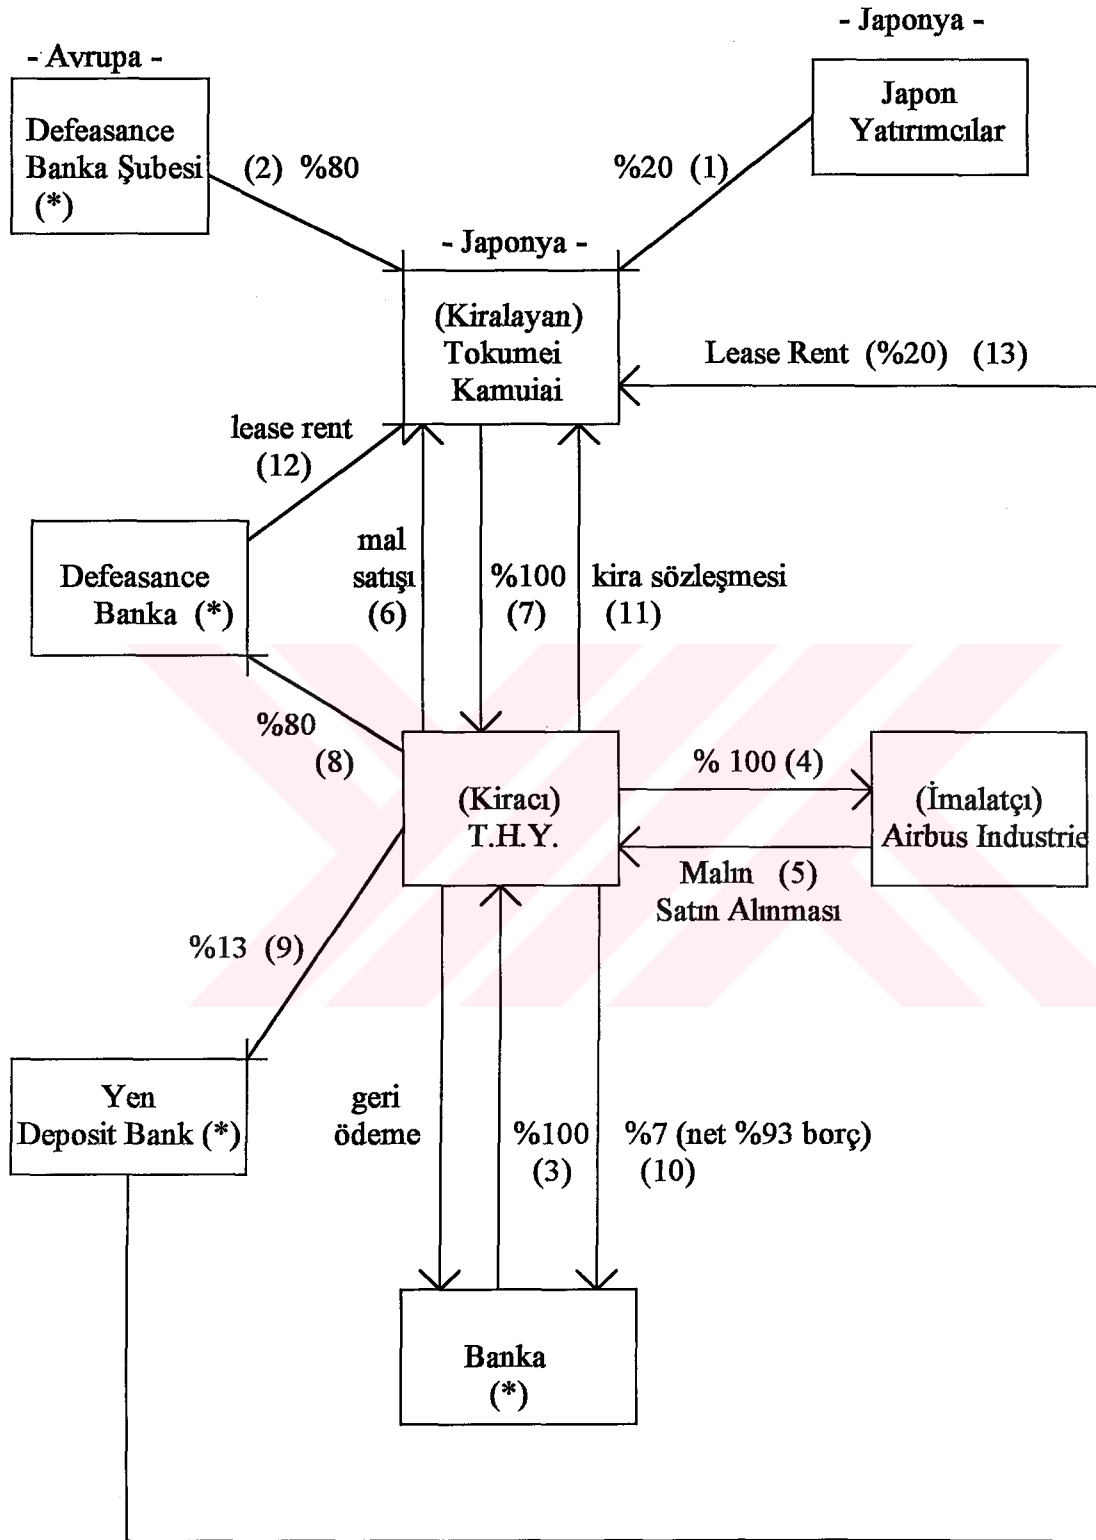 - Japonya -
- Avrupa -
Defeasance
Banka Şubesi
(*)
(2) %80
%20 (1)
Japon
Yatırımcılar
- Japonya -
(Kiralayan)
Tokumei
Kamuiai
Lease Rent (%20) (13)
lease rent
(12)
Defeasance
Banka (*)
mal
satışı
(6)
%100
(7)
kira sözleşmesi
(11)
%80
(8)
(Kiracı)
T.H.Y.
% 100 (4)
(İmalatçı)
Airbus Industrie
Malın (5)
Satın Alınması
%13 (9)
Yen
Deposit Bank (*)
geri
ödeme
%100
(3)
%7 (net %93 borç)
(10)
Banka
(*)